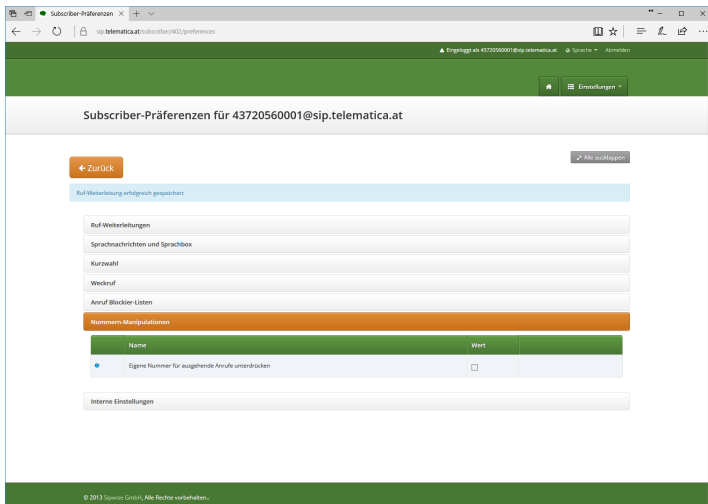 Subscriber-Präferenzen
sip.telematica.at/subscriber/402/preferences
Eingeloggt als 43720560001@sip.telematica.at Sprache Abmelden
Einstellungen
Subscriber-Präferenzen für 43720560001@sip.telematica.at
Zurück
Alle ausklappen
Ruf-Weiterleitung erfolgreich gespeichert
Ruf-Weiterleitungen
Sprachnachrichten und Sprachbox
Kurzwahl
Weckruf
Anruf Blockier-Listen
Nummern-Manipulationen
Name Wert
Eigene Nummer für ausgehende Anrufe unterdrücken
Interne Einstellungen
© 2013 Sipwise GmbH, Alle Rechte vorbehalten..